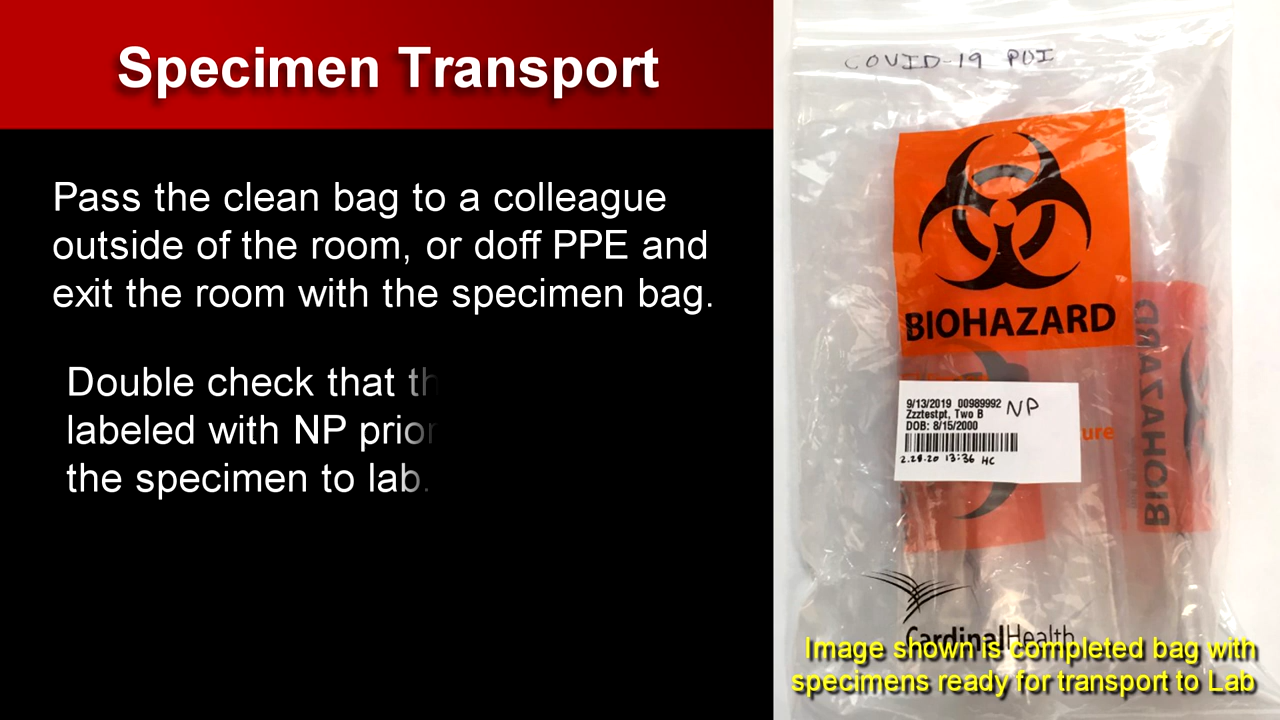 Specimen Transport
Pass the clean bag to a colleague
outside of the room, or doff PPE and
exit the room with the specimen bag.
Double check that
labeled with NP prior
the specimen to lab.
COVID-19 PUI
BIOHAZARD
9/13/2019 00989992 NP
Zzztestpt, Two B
DOB: 8/15/2000
2.28.20 13:36 HC
ure
BIOHAZARD
CardinalHealth
Image shown is completed bag with
specimens ready for transport to Lab